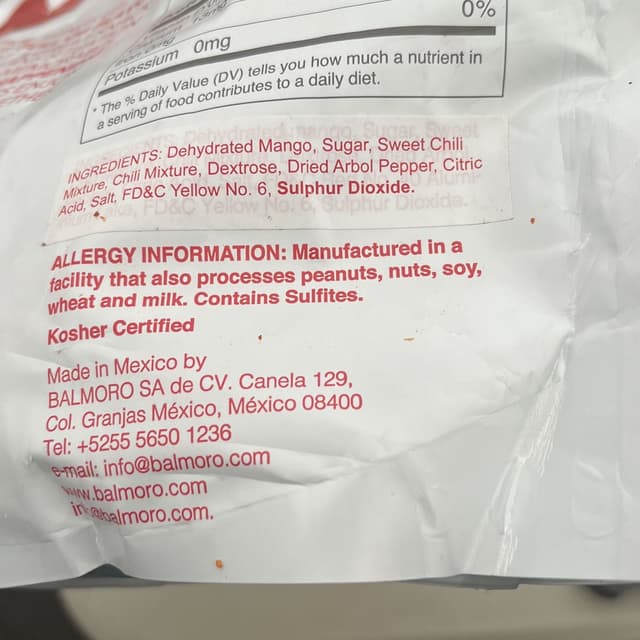 0%
Potassium 0mg
* The % Daily Value (DV) tells you how much a nutrient in
a serving of food contributes to a daily diet.
INGREDIENTS: Dehydrated Mango, Sugar, Sweet Chili
Mixture, Chili Mixture, Dextrose, Dried Arbol Pepper, Citric
Acid, Salt, FD&C Yellow No. 6, Sulphur Dioxide.
ALLERGY INFORMATION: Manufactured in a
facility that also processes peanuts, nuts, soy,
wheat and milk. Contains Sulfites.
Kosher Certified
Made in Mexico by
BALMORO SA de CV. Canela 129,
Col. Granjas México, México 08400
Tel: +5255 5650 1236
e-mail: info@balmoro.com
www.balmoro.com
balmoro.com.